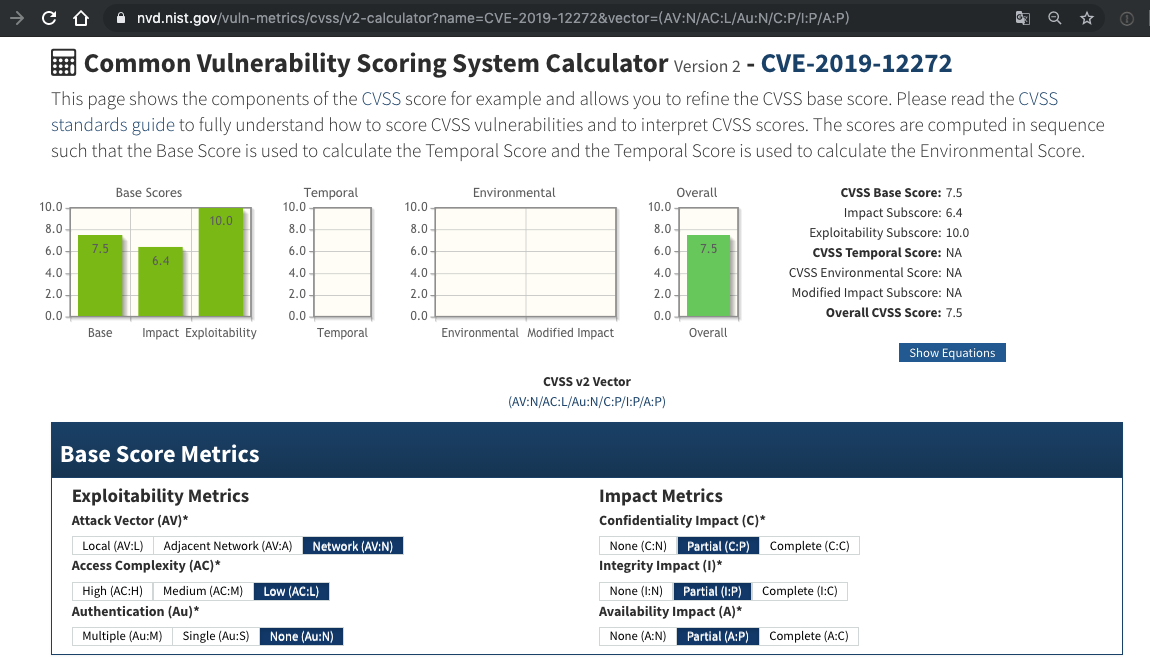 nvd.nist.gov/vuln-metrics/cvss/v2-calculator?name=CVE-2019-12272&vector=(AV:N/AC:L/Au:N/C:P/I:P/A:P)
Common Vulnerability Scoring System Calculator Version 2 - CVE-2019-12272
This page shows the components of the CVSS score for example and allows you to refine the CVSS base score. Please read the CVSS
standards guide to fully understand how to score CVSS vulnerabilities and to interpret CVSS scores. The scores are computed in sequence
such that the Base Score is used to calculate the Temporal Score and the Temporal Score is used to calculate the Environmental Score.
Base Scores
10.0
8.0
6.0
4.0
2.0
0.0
7.5
6.4
10.0
Base Impact Exploitability
Temporal
10.0
8.0
6.0
4.0
2.0
0.0
Temporal
Environmental
10.0
8.0
6.0
4.0
2.0
0.0
Environmental Modified Impact
Overall
10.0
8.0
6.0
4.0
2.0
0.0
7.5
Overall
CVSS Base Score: 7.5
Impact Subscore: 6.4
Exploitability Subscore: 10.0
CVSS Temporal Score: NA
CVSS Environmental Score: NA
Modified Impact Subscore: NA
Overall CVSS Score: 7.5
Show Equations
CVSS v2 Vector
(AV:N/AC:L/Au:N/C:P/I:P/A:P)
Base Score Metrics
Exploitability Metrics
Attack Vector (AV)*
Local (AV:L) Adjacent Network (AV:A) Network (AV:N)
Access Complexity (AC)*
High (AC:H) Medium (AC:M) Low (AC:L)
Authentication (Au)*
Multiple (Au:M) Single (Au:S) None (Au:N)
Impact Metrics
Confidentiality Impact (C)*
None (C:N) Partial (C:P) Complete (C:C)
Integrity Impact (I)*
None (I:N) Partial (I:P) Complete (I:C)
Availability Impact (A)*
None (A:N) Partial (A:P) Complete (A:C)